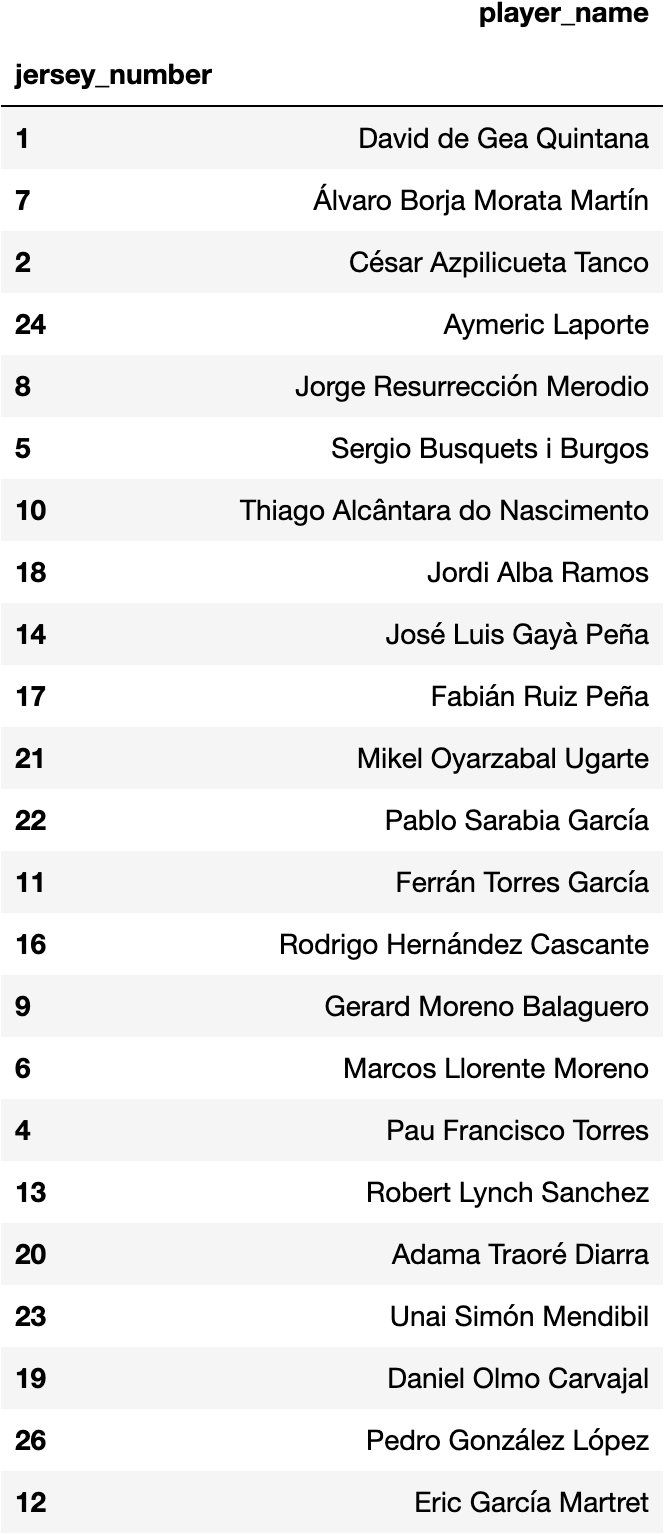 player_name
jersey_number
1 David de Gea Quintana
7 Álvaro Borja Morata Martín
2 César Azpilicueta Tanco
24 Aymeric Laporte
8 Jorge Resurrección Merodio
5 Sergio Busquets i Burgos
10 Thiago Alcântara do Nascimento
18 Jordi Alba Ramos
14 José Luis Gayà Peña
17 Fabián Ruiz Peña
21 Mikel Oyarzabal Ugarte
22 Pablo Sarabia García
11 Ferrán Torres García
16 Rodrigo Hernández Cascante
9 Gerard Moreno Balaguero
6 Marcos Llorente Moreno
4 Pau Francisco Torres
13 Robert Lynch Sanchez
20 Adama Traoré Diarra
23 Unai Simón Mendibil
19 Daniel Olmo Carvajal
26 Pedro González López
12 Eric García Martret